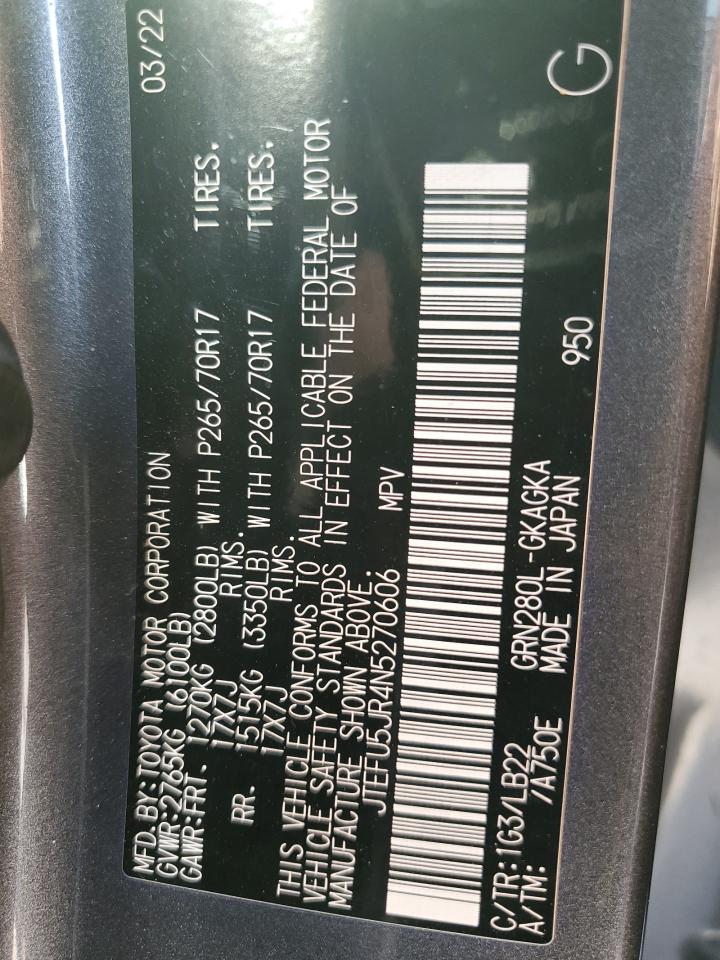 MFD. BY: TOYOTA MOTOR CORPORATION 03/22
GVWR: 2765KG (6100LB)
GAWR: FRT. 1270KG (2800LB) WITH P265/70R17 TIRES.
17X7J RIMS.
RR. 1515KG (3350LB) WITH P265/70R17 TIRES.
17X7J RIMS.
THIS VEHICLE CONFORMS TO ALL APPLICABLE FEDERAL MOTOR
VEHICLE SAFETY STANDARDS IN EFFECT ON THE DATE OF
MANUFACTURE SHOWN ABOVE.
JTEFU5JR4N5270606 MPV
C/TR: 1G3/LB22 GRN280L-GKAGKA 950 G
A/TM: /A750E MADE IN JAPAN